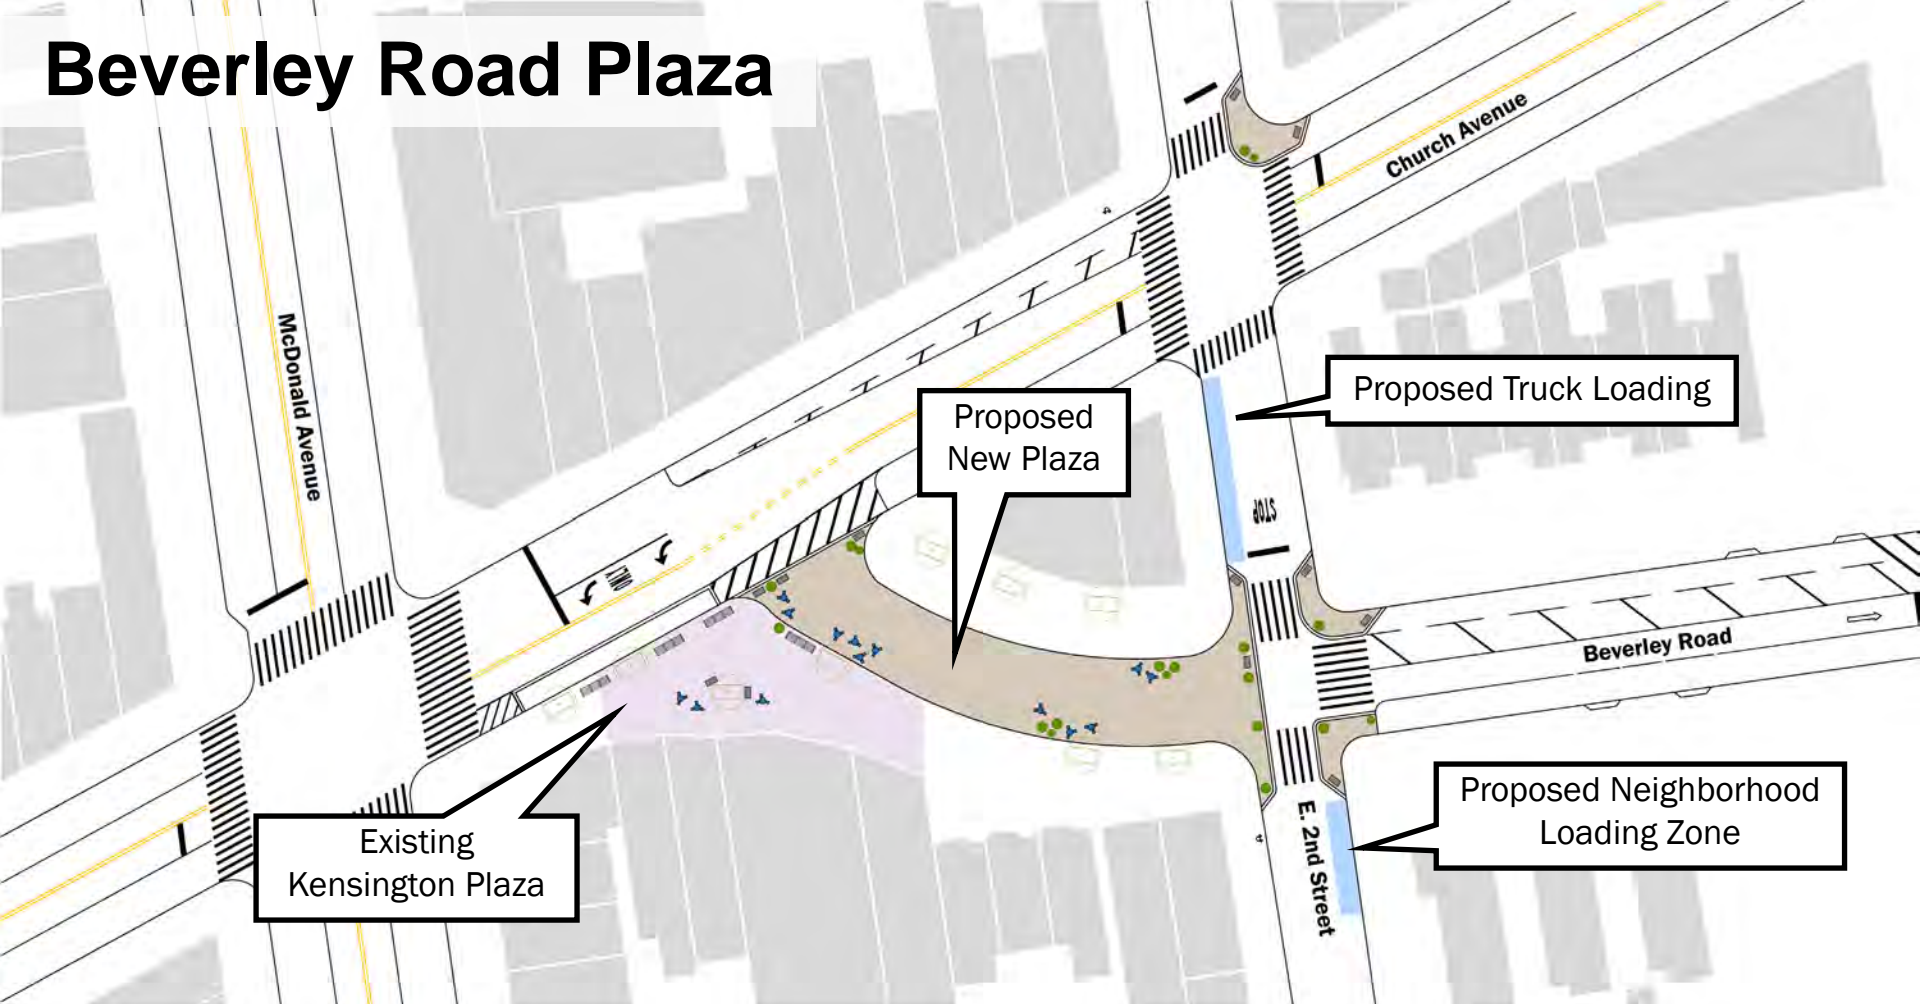 Beverley Road Plaza
Church Avenue
McDonald Avenue
Proposed Truck Loading
Proposed
New Plaza
STOP
ONLY
Beverley Road
Proposed Neighborhood
Loading Zone
E. 2nd Street
Existing
Kensington Plaza